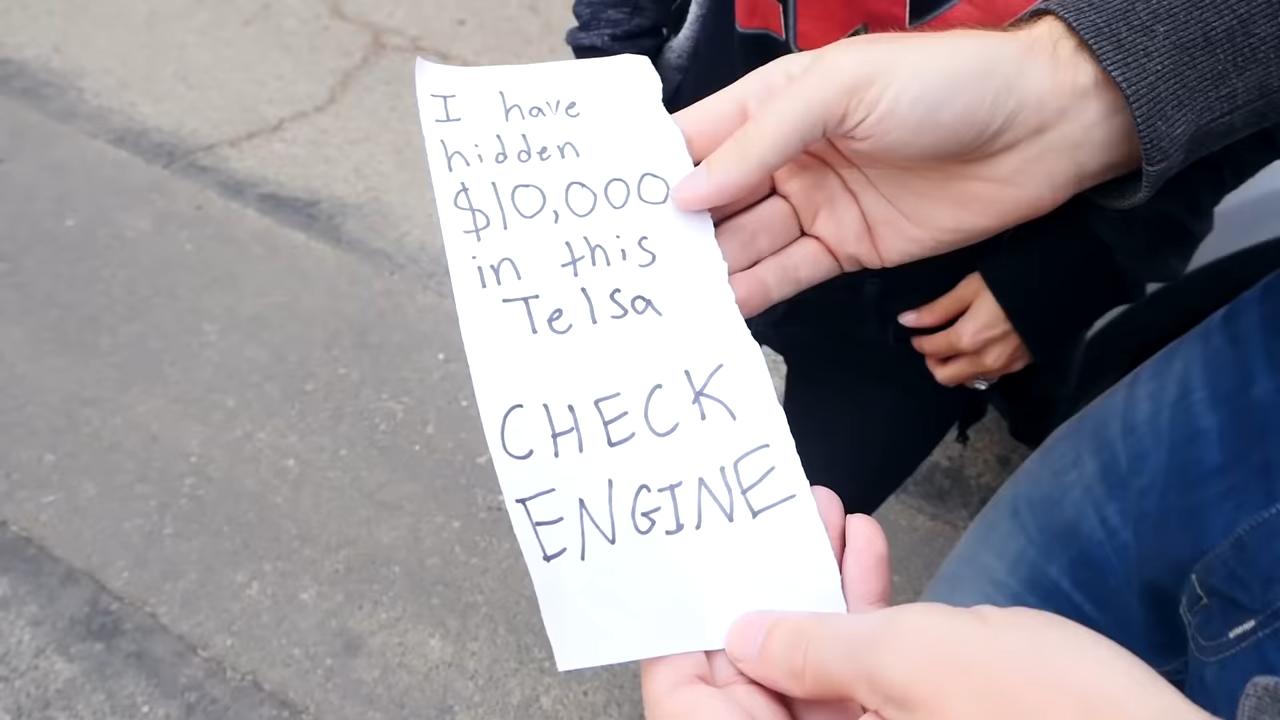 I have
hidden
$10,000
in this
Telsa
CHECK
ENGINE